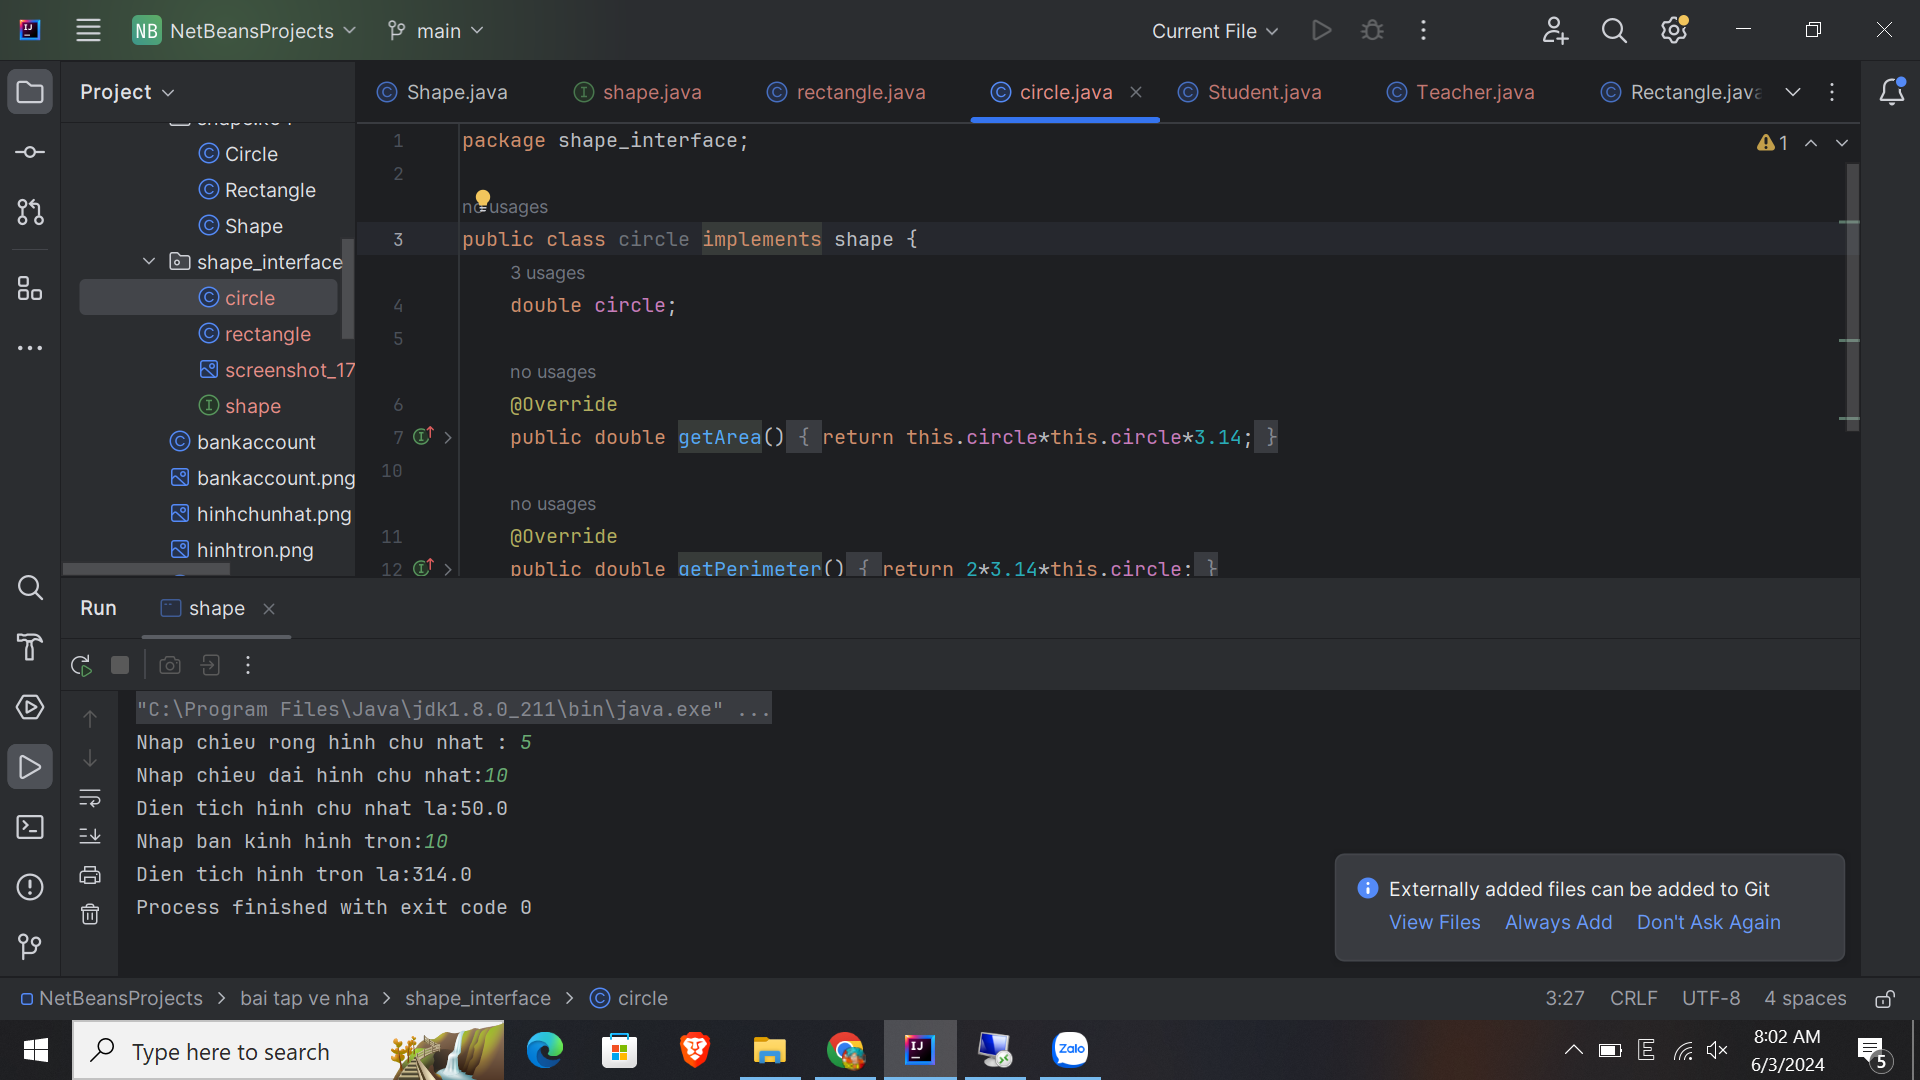 NB NetBeansProjects main Current File
Project
Shape.java shape.java rectangle.java circle.java Student.java Teacher.java Rectangle.java
Circle
Rectangle
Shape
shape_interface
circle
rectangle
screenshot_17
shape
bankaccount
bankaccount.png
hinhchunhat.png
hinhtron.png
1 package shape_interface;
1
2
no usages
3 public class circle implements shape {
3 usages
4 double circle;
5
no usages
6 @Override
7 public double getArea() { return this.circle*this.circle*3.14; }
10
no usages
11 @Override
12 public double getPerimeter() { return 2*3.14*this.circle; }
Run shape
"C:\Program Files\Java\jdk1.8.0_211\bin\java.exe" ...
Nhap chieu rong hinh chu nhat : 5
Nhap chieu dai hinh chu nhat:10
Dien tich hinh chu nhat la:50.0
Nhap ban kinh hinh tron:10
Dien tich hinh tron la:314.0
Process finished with exit code 0
Externally added files can be added to Git
View Files Always Add Don't Ask Again
NetBeansProjects > bai tap ve nha > shape_interface > circle
3:27 CRLF UTF-8 4 spaces
Type here to search
Zalo
E
8:02 AM
6/3/2024
5